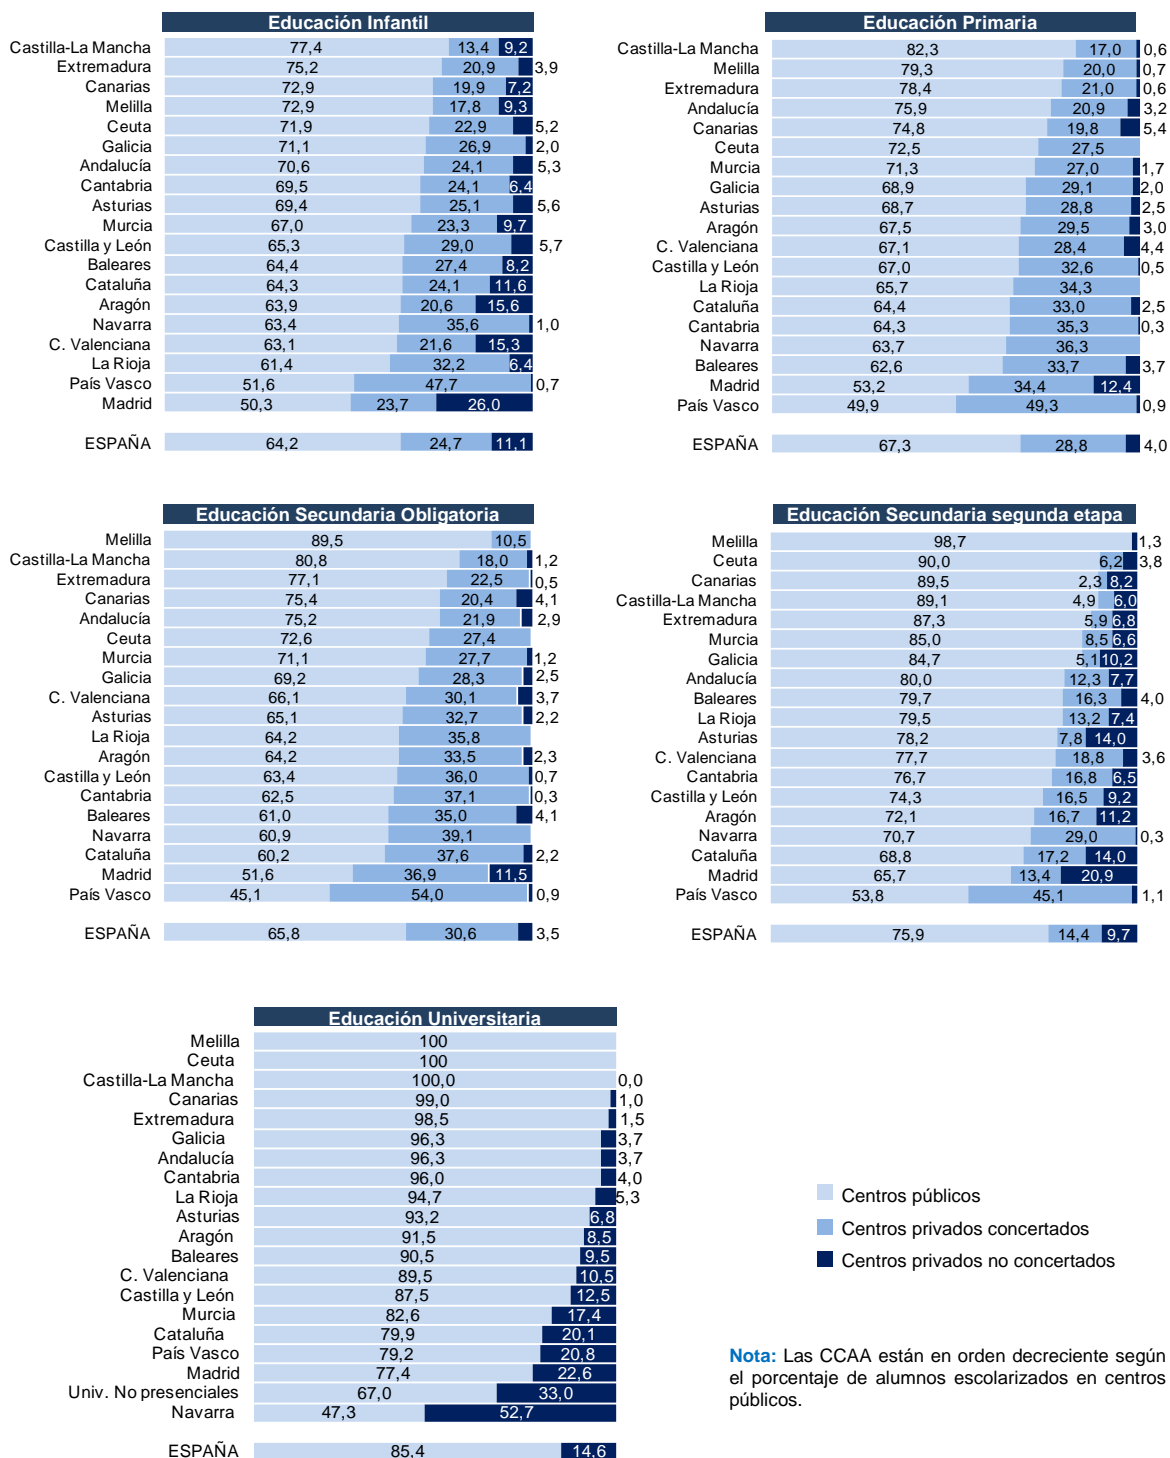 Educación Infantil
Castilla-La Mancha 77,4 13,4 9,2
Extremadura 75,2 20,9 3,9
Canarias 72,9 19,9 7,2
Melilla 72,9 17,8 9,3
Ceuta 71,9 22,9 5,2
Galicia 71,1 26,9 2,0
Andalucía 70,6 24,1 5,3
Cantabria 69,5 24,1 6,4
Asturias 69,4 25,1 5,6
Murcia 67,0 23,3 9,7
Castilla y León 65,3 29,0 5,7
Baleares 64,4 27,4 8,2
Cataluña 64,3 24,1 11,6
Aragón 63,9 20,6 15,6
Navarra 63,4 35,6 1,0
C. Valenciana 63,1 21,6 15,3
La Rioja 61,4 32,2 6,4
País Vasco 51,6 47,7 0,7
Madrid 50,3 23,7 26,0
ESPAÑA 64,2 24,7 11,1
Educación Primaria
Castilla-La Mancha 82,3 17,0 0,6
Melilla 79,3 20,0 0,7
Extremadura 78,4 21,0 0,6
Andalucía 75,9 20,9 3,2
Canarias 74,8 19,8 5,4
Ceuta 72,5 27,5
Murcia 71,3 27,0 1,7
Galicia 68,9 29,1 2,0
Asturias 68,7 28,8 2,5
Aragón 67,5 29,5 3,0
C. Valenciana 67,1 28,4 4,4
Castilla y León 67,0 32,6 0,5
La Rioja 65,7 34,3
Cataluña 64,4 33,0 2,5
Cantabria 64,3 35,3 0,3
Navarra 63,7 36,3
Baleares 62,6 33,7 3,7
Madrid 53,2 34,4 12,4
País Vasco 49,9 49,3 0,9
ESPAÑA 67,3 28,8 4,0
Educación Secundaria Obligatoria
Melilla 89,5 10,5
Castilla-La Mancha 80,8 18,0 1,2
Extremadura 77,1 22,5 0,5
Canarias 75,4 20,4 4,1
Andalucía 75,2 21,9 2,9
Ceuta 72,6 27,4
Murcia 71,1 27,7 1,2
Galicia 69,2 28,3 2,5
C. Valenciana 66,1 30,1 3,7
Asturias 65,1 32,7 2,2
La Rioja 64,2 35,8
Aragón 64,2 33,5 2,3
Castilla y León 63,4 36,0 0,7
Cantabria 62,5 37,1 0,3
Baleares 61,0 35,0 4,1
Navarra 60,9 39,1
Cataluña 60,2 37,6 2,2
Madrid 51,6 36,9 11,5
País Vasco 45,1 54,0 0,9
ESPAÑA 65,8 30,6 3,5
Educación Secundaria segunda etapa
Melilla 98,7 1,3
Ceuta 90,0 6,2 3,8
Canarias 89,5 2,3 8,2
Castilla-La Mancha 89,1 4,9 6,0
Extremadura 87,3 5,9 6,8
Murcia 85,0 8,5 6,6
Galicia 84,7 5,1 10,2
Andalucía 80,0 12,3 7,7
Baleares 79,7 16,3 4,0
La Rioja 79,5 13,2 7,4
Asturias 78,2 7,8 14,0
C. Valenciana 77,7 18,8 3,6
Cantabria 76,7 16,8 6,5
Castilla y León 74,3 16,5 9,2
Aragón 72,1 16,7 11,2
Navarra 70,7 29,0 0,3
Cataluña 68,8 17,2 14,0
Madrid 65,7 13,4 20,9
País Vasco 53,8 45,1 1,1
ESPAÑA 75,9 14,4 9,7
Educación Universitaria
Melilla 100
Ceuta 100
Castilla-La Mancha 100,0 0,0
Canarias 99,0 1,0
Extremadura 98,5 1,5
Galicia 96,3 3,7
Andalucía 96,3 3,7
Cantabria 96,0 4,0
La Rioja 94,7 5,3
Asturias 93,2 6,8
Aragón 91,5 8,5
Baleares 90,5 9,5
C. Valenciana 89,5 10,5
Castilla y León 87,5 12,5
Murcia 82,6 17,4
Cataluña 79,9 20,1
País Vasco 79,2 20,8
Madrid 77,4 22,6
Univ. No presenciales 67,0 33,0
Navarra 47,3 52,7
ESPAÑA 85,4 14,6
Centros públicos
Centros privados concertados
Centros privados no concertados
Nota: Las CCAA están en orden decreciente según
el porcentaje de alumnos escolarizados en centros
públicos.